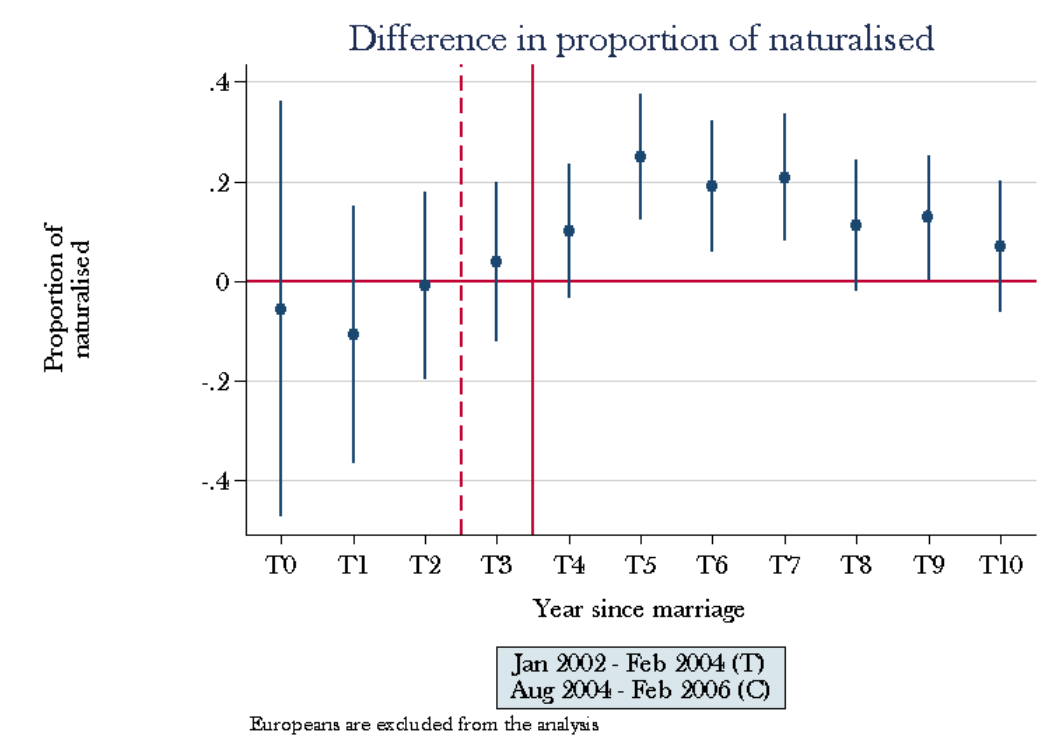 Difference in proportion of naturalised
Proportion of
naturalised
.4
.2
0
-.2
-.4
T0 T1 T2 T3 T4 T5 T6 T7 T8 T9 T10
Year since marriage
Jan 2002 - Feb 2004 (T)
Aug 2004 - Feb 2006 (C)
Europeans are excluded from the analysis